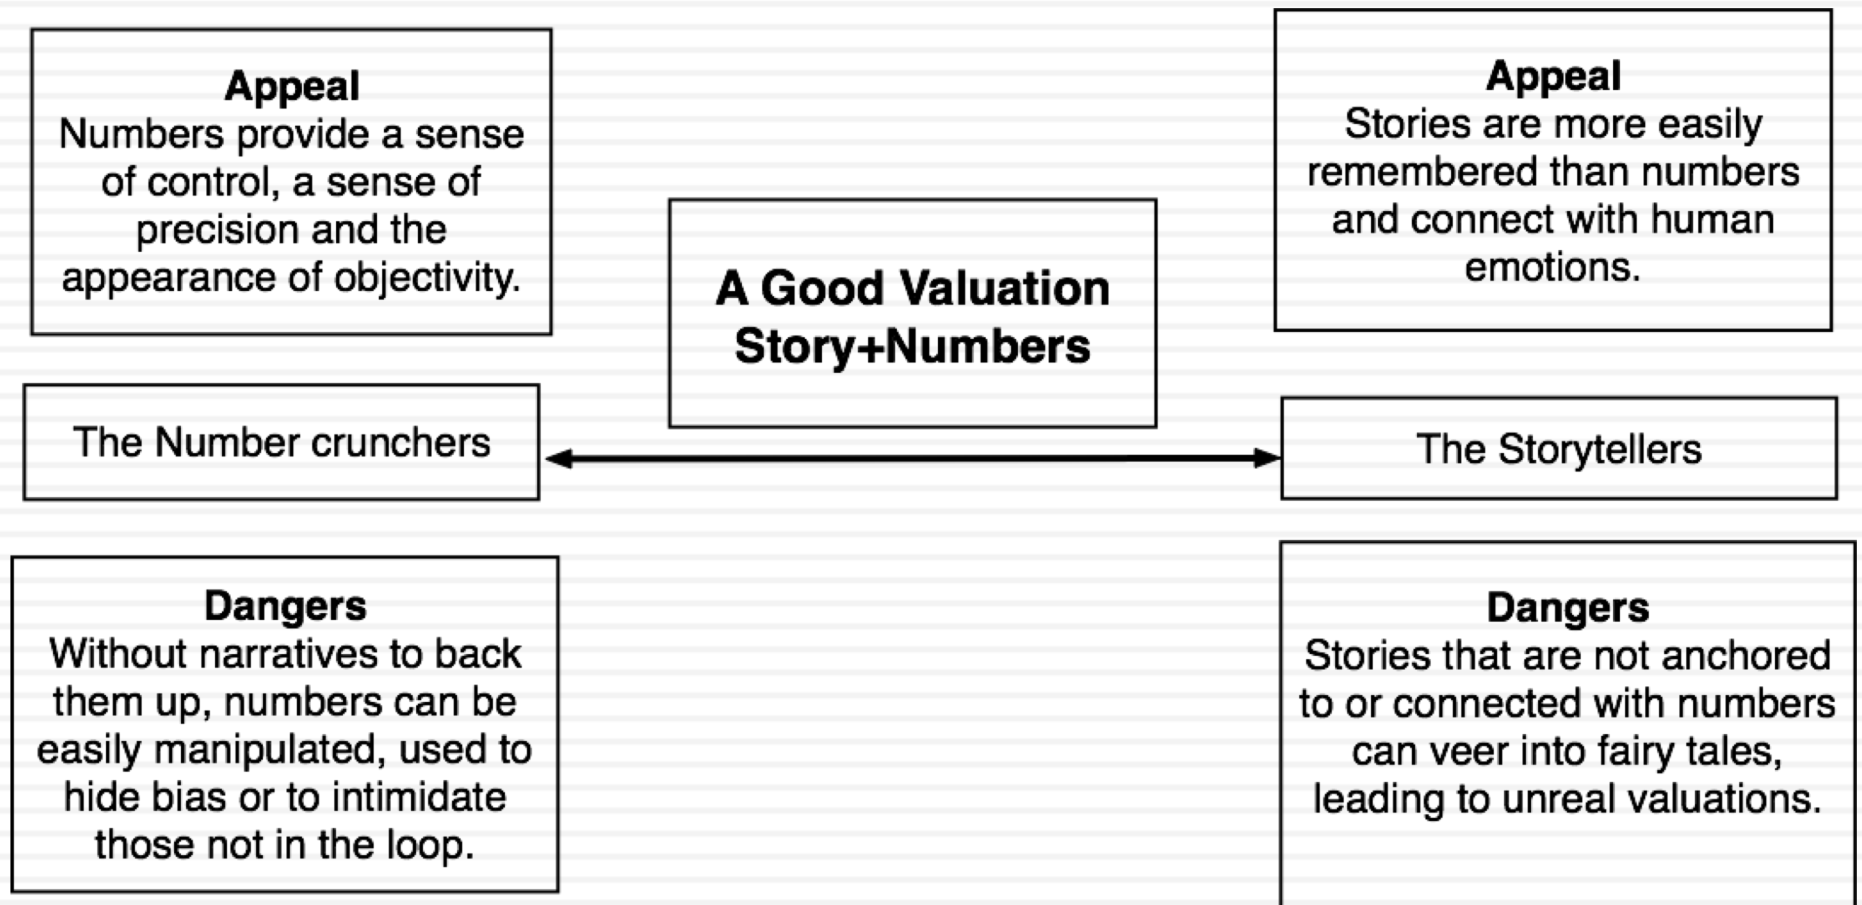 Appeal
Numbers provide a sense
of control, a sense of
precision and the
appearance of objectivity.
Appeal
Stories are more easily
remembered than numbers
and connect with human
emotions.
A Good Valuation
Story+Numbers
The Number crunchers
The Storytellers
Dangers
Without narratives to back
them up, numbers can be
easily manipulated, used to
hide bias or to intimidate
those not in the loop.
Dangers
Stories that are not anchored
to or connected with numbers
can veer into fairy tales,
leading to unreal valuations.